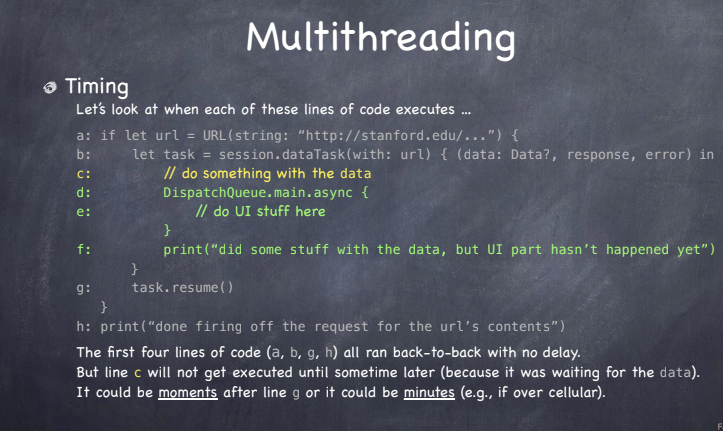 Multithreading
Timing
Let's look at when each of these lines of code executes ...
a: if let url = URL(string: “http://stanford.edu/...”) {
b: let task = session.dataTask(with: url) { (data: Data?, response, error) in
c: // do something with the data
d: DispatchQueue.main.async {
e: // do UI stuff here
}
f: print(“did some stuff with the data, but UI part hasn’t happened yet”)
}
g: task.resume()
}
h: print(“done firing off the request for the url’s contents”)
The first four lines of code (a, b, g, h) all ran back-to-back with no delay.
But line c will not get executed until sometime later (because it was waiting for the data).
It could be moments after line g or it could be minutes (e.g., if over cellular).
F